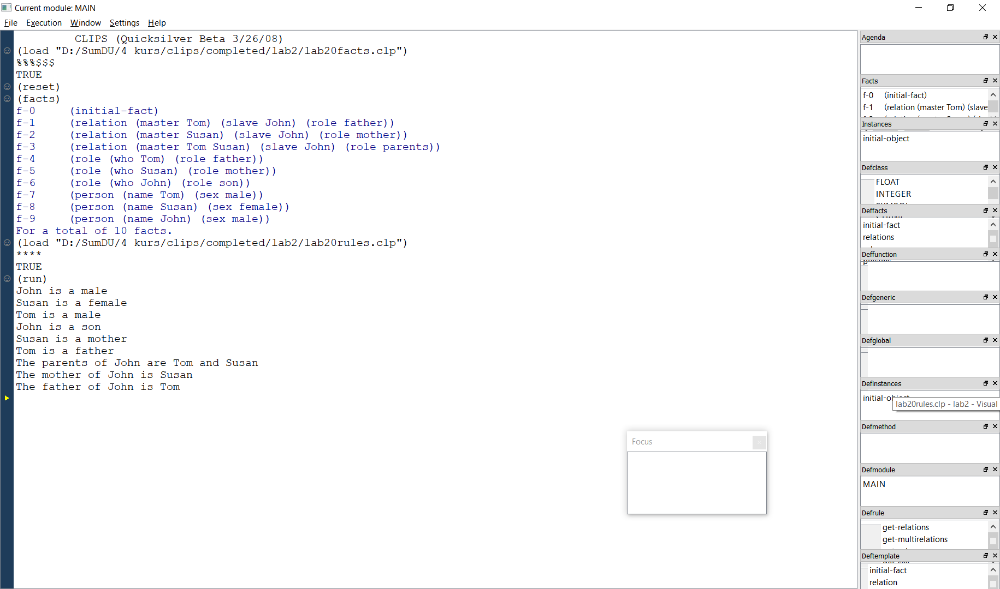 Current module: MAIN
File Execution Window Settings Help
CLIPS (Quicksilver Beta 3/26/08)
(load "D:/SumDU/4 kurs/clips/completed/lab2/lab20facts.clp")
%%%$$$
TRUE
(reset)
(facts)
f-0 (initial-fact)
f-1 (relation (master Tom) (slave John) (role father))
f-2 (relation (master Susan) (slave John) (role mother))
f-3 (relation (master Tom Susan) (slave John) (role parents))
f-4 (role (who Tom) (role father))
f-5 (role (who Susan) (role mother))
f-6 (role (who John) (role son))
f-7 (person (name Tom) (sex male))
f-8 (person (name Susan) (sex female))
f-9 (person (name John) (sex male))
For a total of 10 facts.
(load "D:/SumDU/4 kurs/clips/completed/lab2/lab20rules.clp")
****
TRUE
(run)
John is a male
Susan is a female
Tom is a male
John is a son
Susan is a mother
Tom is a father
The parents of John are Tom and Susan
The mother of John is Susan
The father of John is Tom
Focus
Agenda
Facts
f-0 (initial-fact)
f-1 (relation (master Tom) (slave
Instances
initial-object
Defclass
FLOAT
INTEGER
Deffacts
initial-fact
relations
Deffunction
Defgeneric
Defglobal
Definstances
initial-object
lab20rules.clp - lab2 - Visual
Defmethod
Defmodule
MAIN
Defrule
get-relations
get-multirelations
Deftemplate
initial-fact
relation